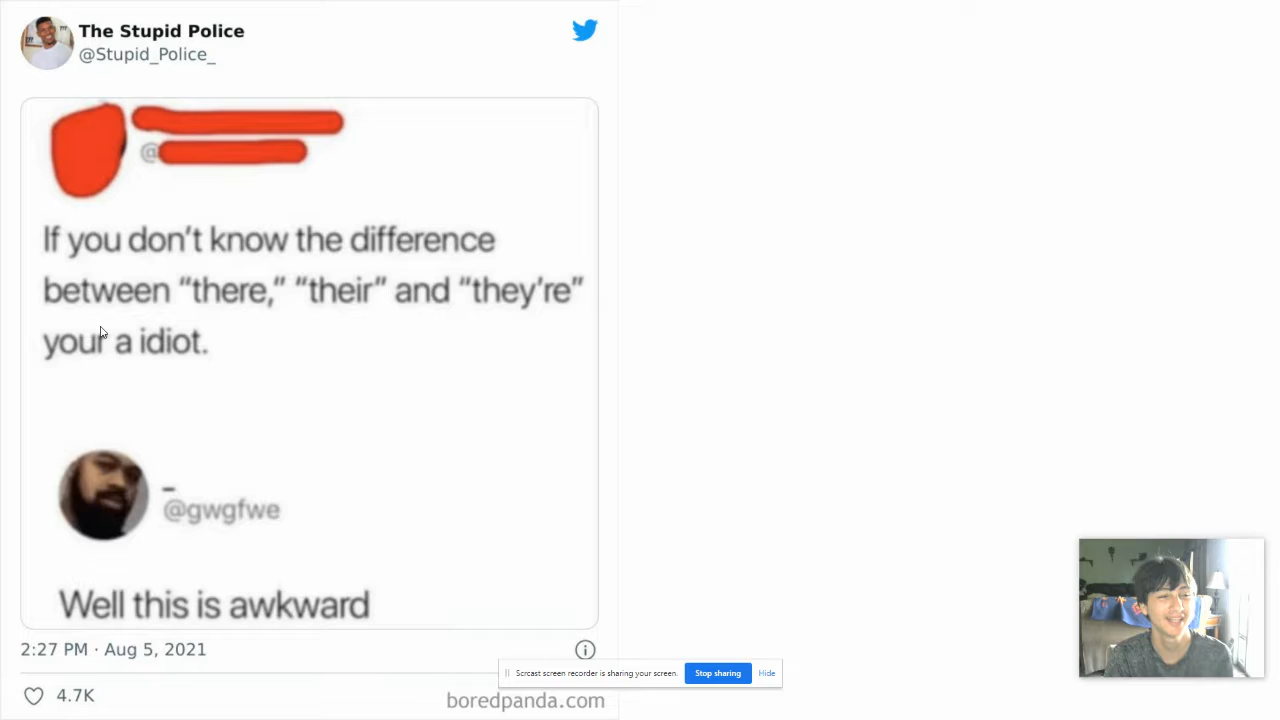 The Stupid Police
@Stupid_Police_
@
If you don't know the difference
between “there,” “their” and “they're”
your a idiot.
-
@gwgfwe
Well this is awkward
2:27 PM · Aug 5, 2021
4.7K
boredpanda.com
Scrcast screen recorder is sharing your screen.
Stop sharing
Hide